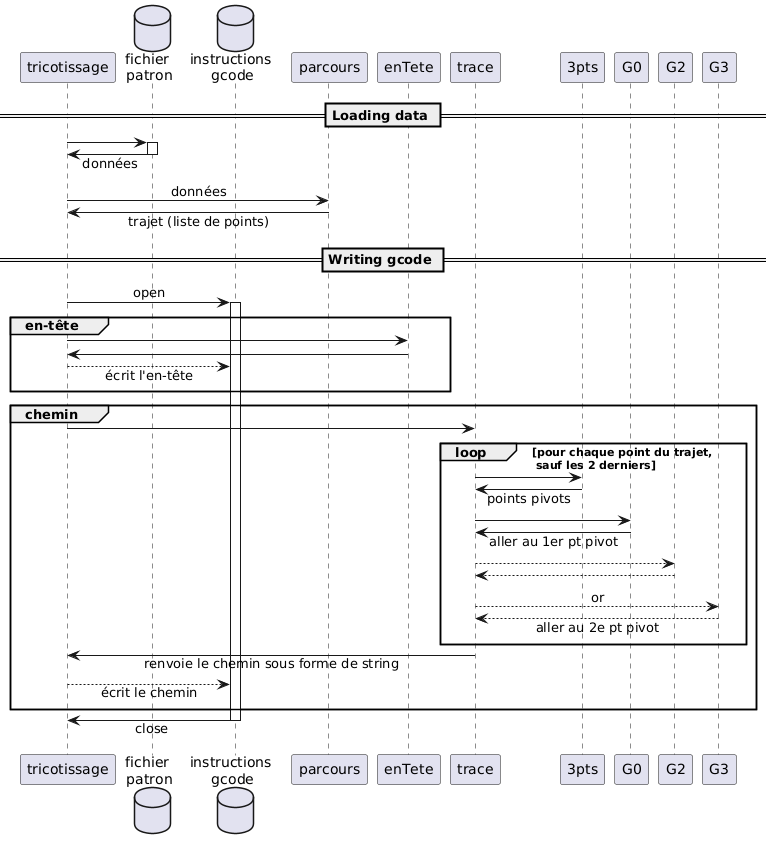 tricotissage
fichier
patron
instructions
gcode
parcours
enTete
trace
3pts
G0
G2
G3
Loading data
données
données
trajet (liste de points)
Writing gcode
open
en-tête
écrit l'en-tête
chemin
loop
[pour chaque point du trajet,
sauf les 2 derniers]
points pivots
aller au 1er pt pivot
or
aller au 2e pt pivot
renvoie le chemin sous forme de string
écrit le chemin
close
tricotissage
fichier
patron
instructions
gcode
parcours
enTete
trace
3pts
G0
G2
G3